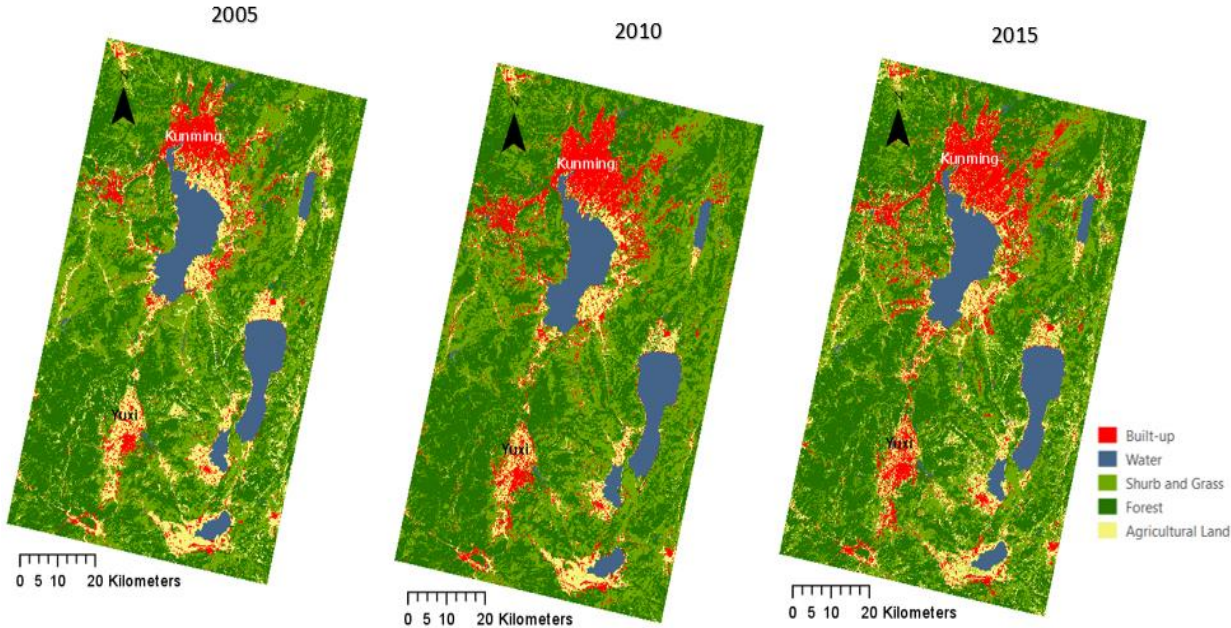 2005
2010
2015
N
Kunming
Yuxi
0 5 10 20 Kilometers
N
Kunming
Yuxi
0 5 10 20 Kilometers
N
Kunming
Yuxi
0 5 10 20 Kilometers
Built-up
Water
Shurb and Grass
Forest
Agricultural Land